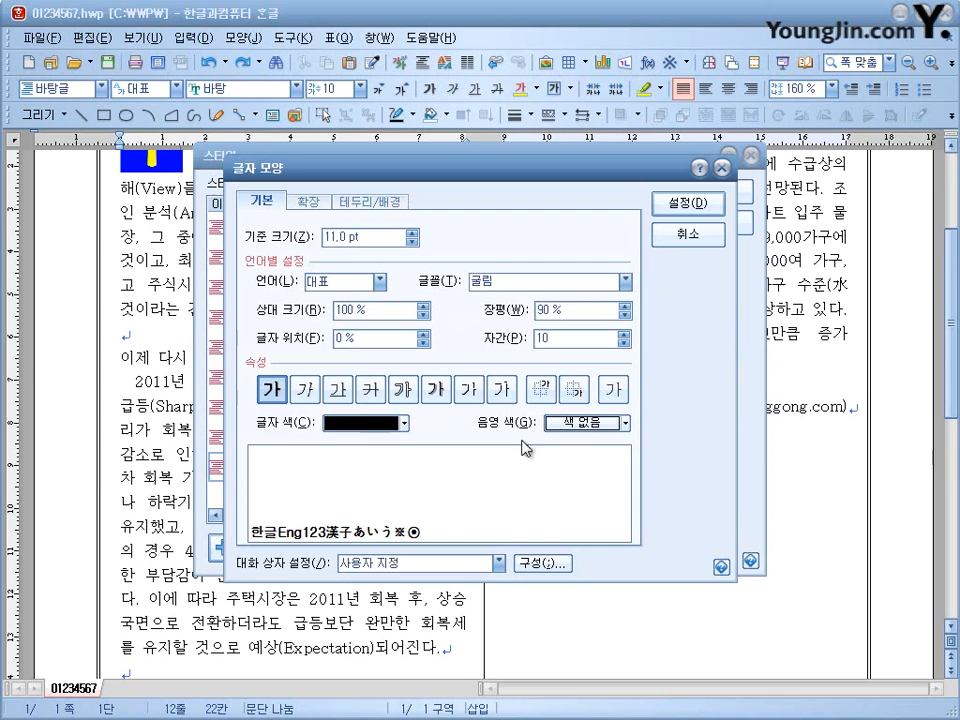 01234567.hwp [C:\WWPW] - 한글과컴퓨터 한글
YoungJin.com Y.
파일(F) 편집(E) 보기(U) 입력(D) 모양(J) 도구(K) 표(Q) 창(W) 도움말(H)
바탕글 대표 바탕 10 160 % 폭 맞춤
그리기
글자 모양
기본 확장 테두리/배경
설정(D)
취소
기준 크기(Z): 11.0 pt
언어별 설정
언어(L): 대표 글꼴(T): 굴림
상대 크기(R): 100 % 장평(W): 90 %
글자 위치(F): 0 % 자간(P): 10
속성
글자 색(C): 음영 색(G): 색 없음
한글Eng123漢子あいう※⊙
대화 상자 설정(/): 사용자 지정 구성(;)...
해(View)를
인 분석(An
장, 그 중
것이고, 최
고 주식시
것이라는
이제 다시
2011년
급등(Sharp
리가 회복
감소로 인
차 회복 기
나 하락기
유지했고,
의 경우 4
한 부담감이
다. 이에 따라 주택시장은 2011년 회복 후, 상승
국면으로 전환하더라도 급등보단 완만한 회복세
를 유지할 것으로 예상(Expectation)되어진다.
수급상의
전망된다. 조
아트 입주 물
9,000가구에
000여 가구,
구 수준(水
상하고 있다.
만큼 증가
ggong.com)
01234567
1/ 1 쪽 1단 12줄 22칸 문단 나눔 1/ 1 구역 삽입